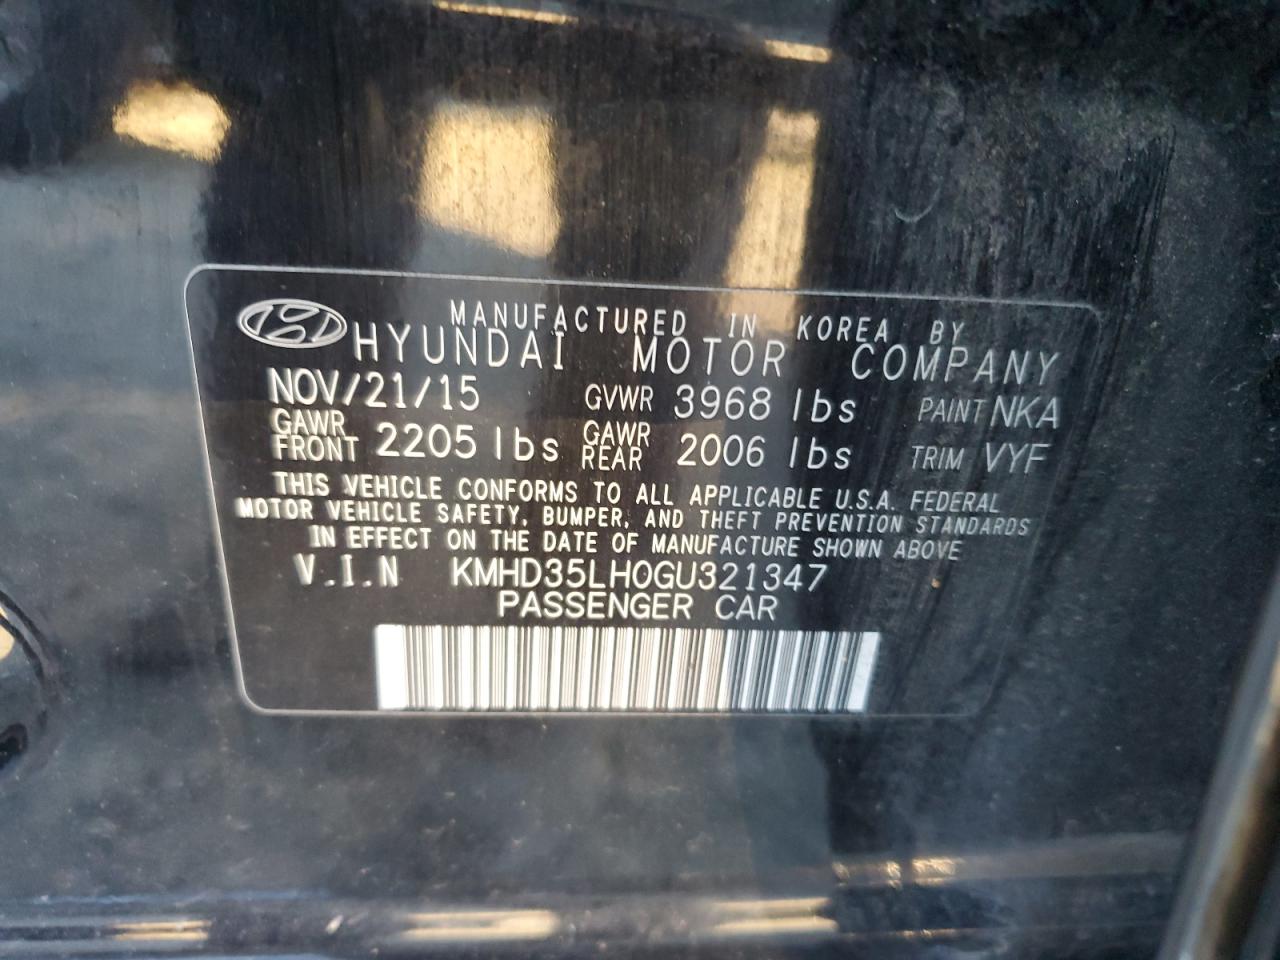 MANUFACTURED IN KOREA BY
HYUNDAI MOTOR COMPANY
NOV/21/15 GVWR 3968 lbs PAINT NKA
GAWR FRONT 2205 lbs GAWR REAR 2006 lbs TRIM VYF
THIS VEHICLE CONFORMS TO ALL APPLICABLE U.S.A. FEDERAL
MOTOR VEHICLE SAFETY, BUMPER, AND THEFT PREVENTION STANDARDS
IN EFFECT ON THE DATE OF MANUFACTURE SHOWN ABOVE
V.I.N KMHD35LH0GU321347
PASSENGER CAR